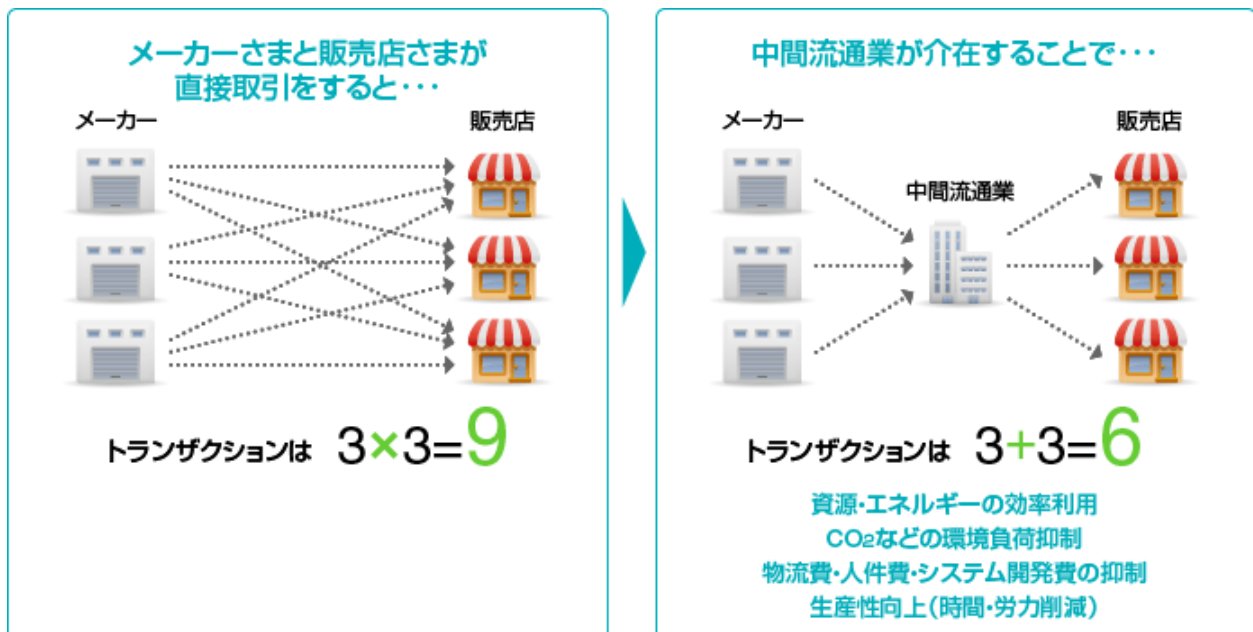 メーカーさまと販売店さまが
直接取引をすると・・・
メーカー
販売店
トランザクションは 3×3=9
中間流通業が介在することで・・・
メーカー
販売店
中間流通業
トランザクションは 3+3=6
資源・エネルギーの効率利用
CO2などの環境負荷抑制
物流費・人件費・システム開発費の抑制
生産性向上(時間・労力削減)